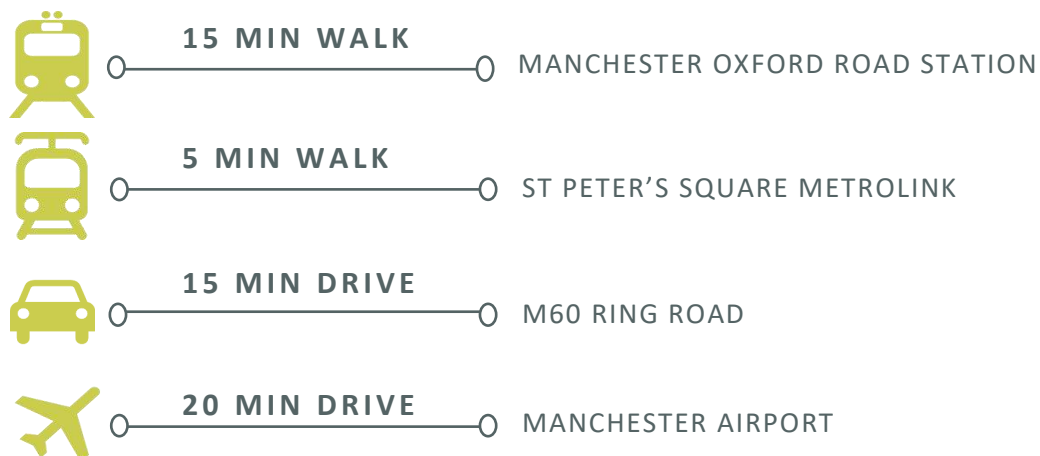 15 MIN WALK
MANCHESTER OXFORD ROAD STATION
5 MIN WALK
ST PETER’S SQUARE METROLINK
15 MIN DRIVE
M60 RING ROAD
20 MIN DRIVE
MANCHESTER AIRPORT